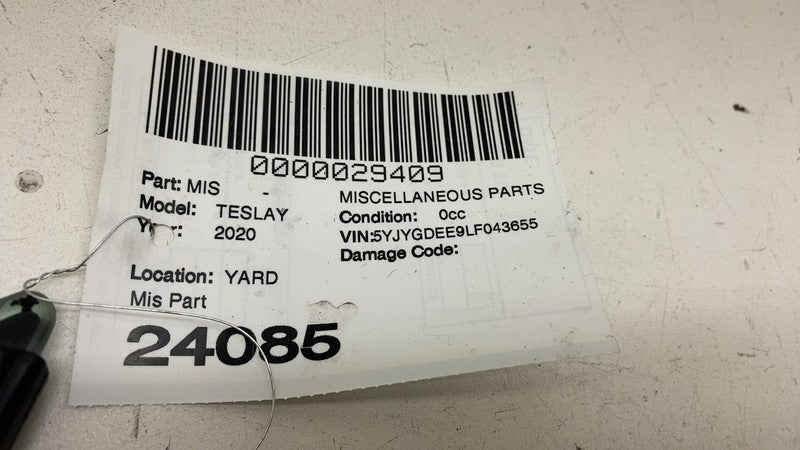 0000029409
Part: MIS - MISCELLANEOUS PARTS
Model: TESLAY Condition: 0cc
Year: 2020 VIN:5YJYGDEE9LF043655
Damage Code:
Location: YARD
Mis Part
24085